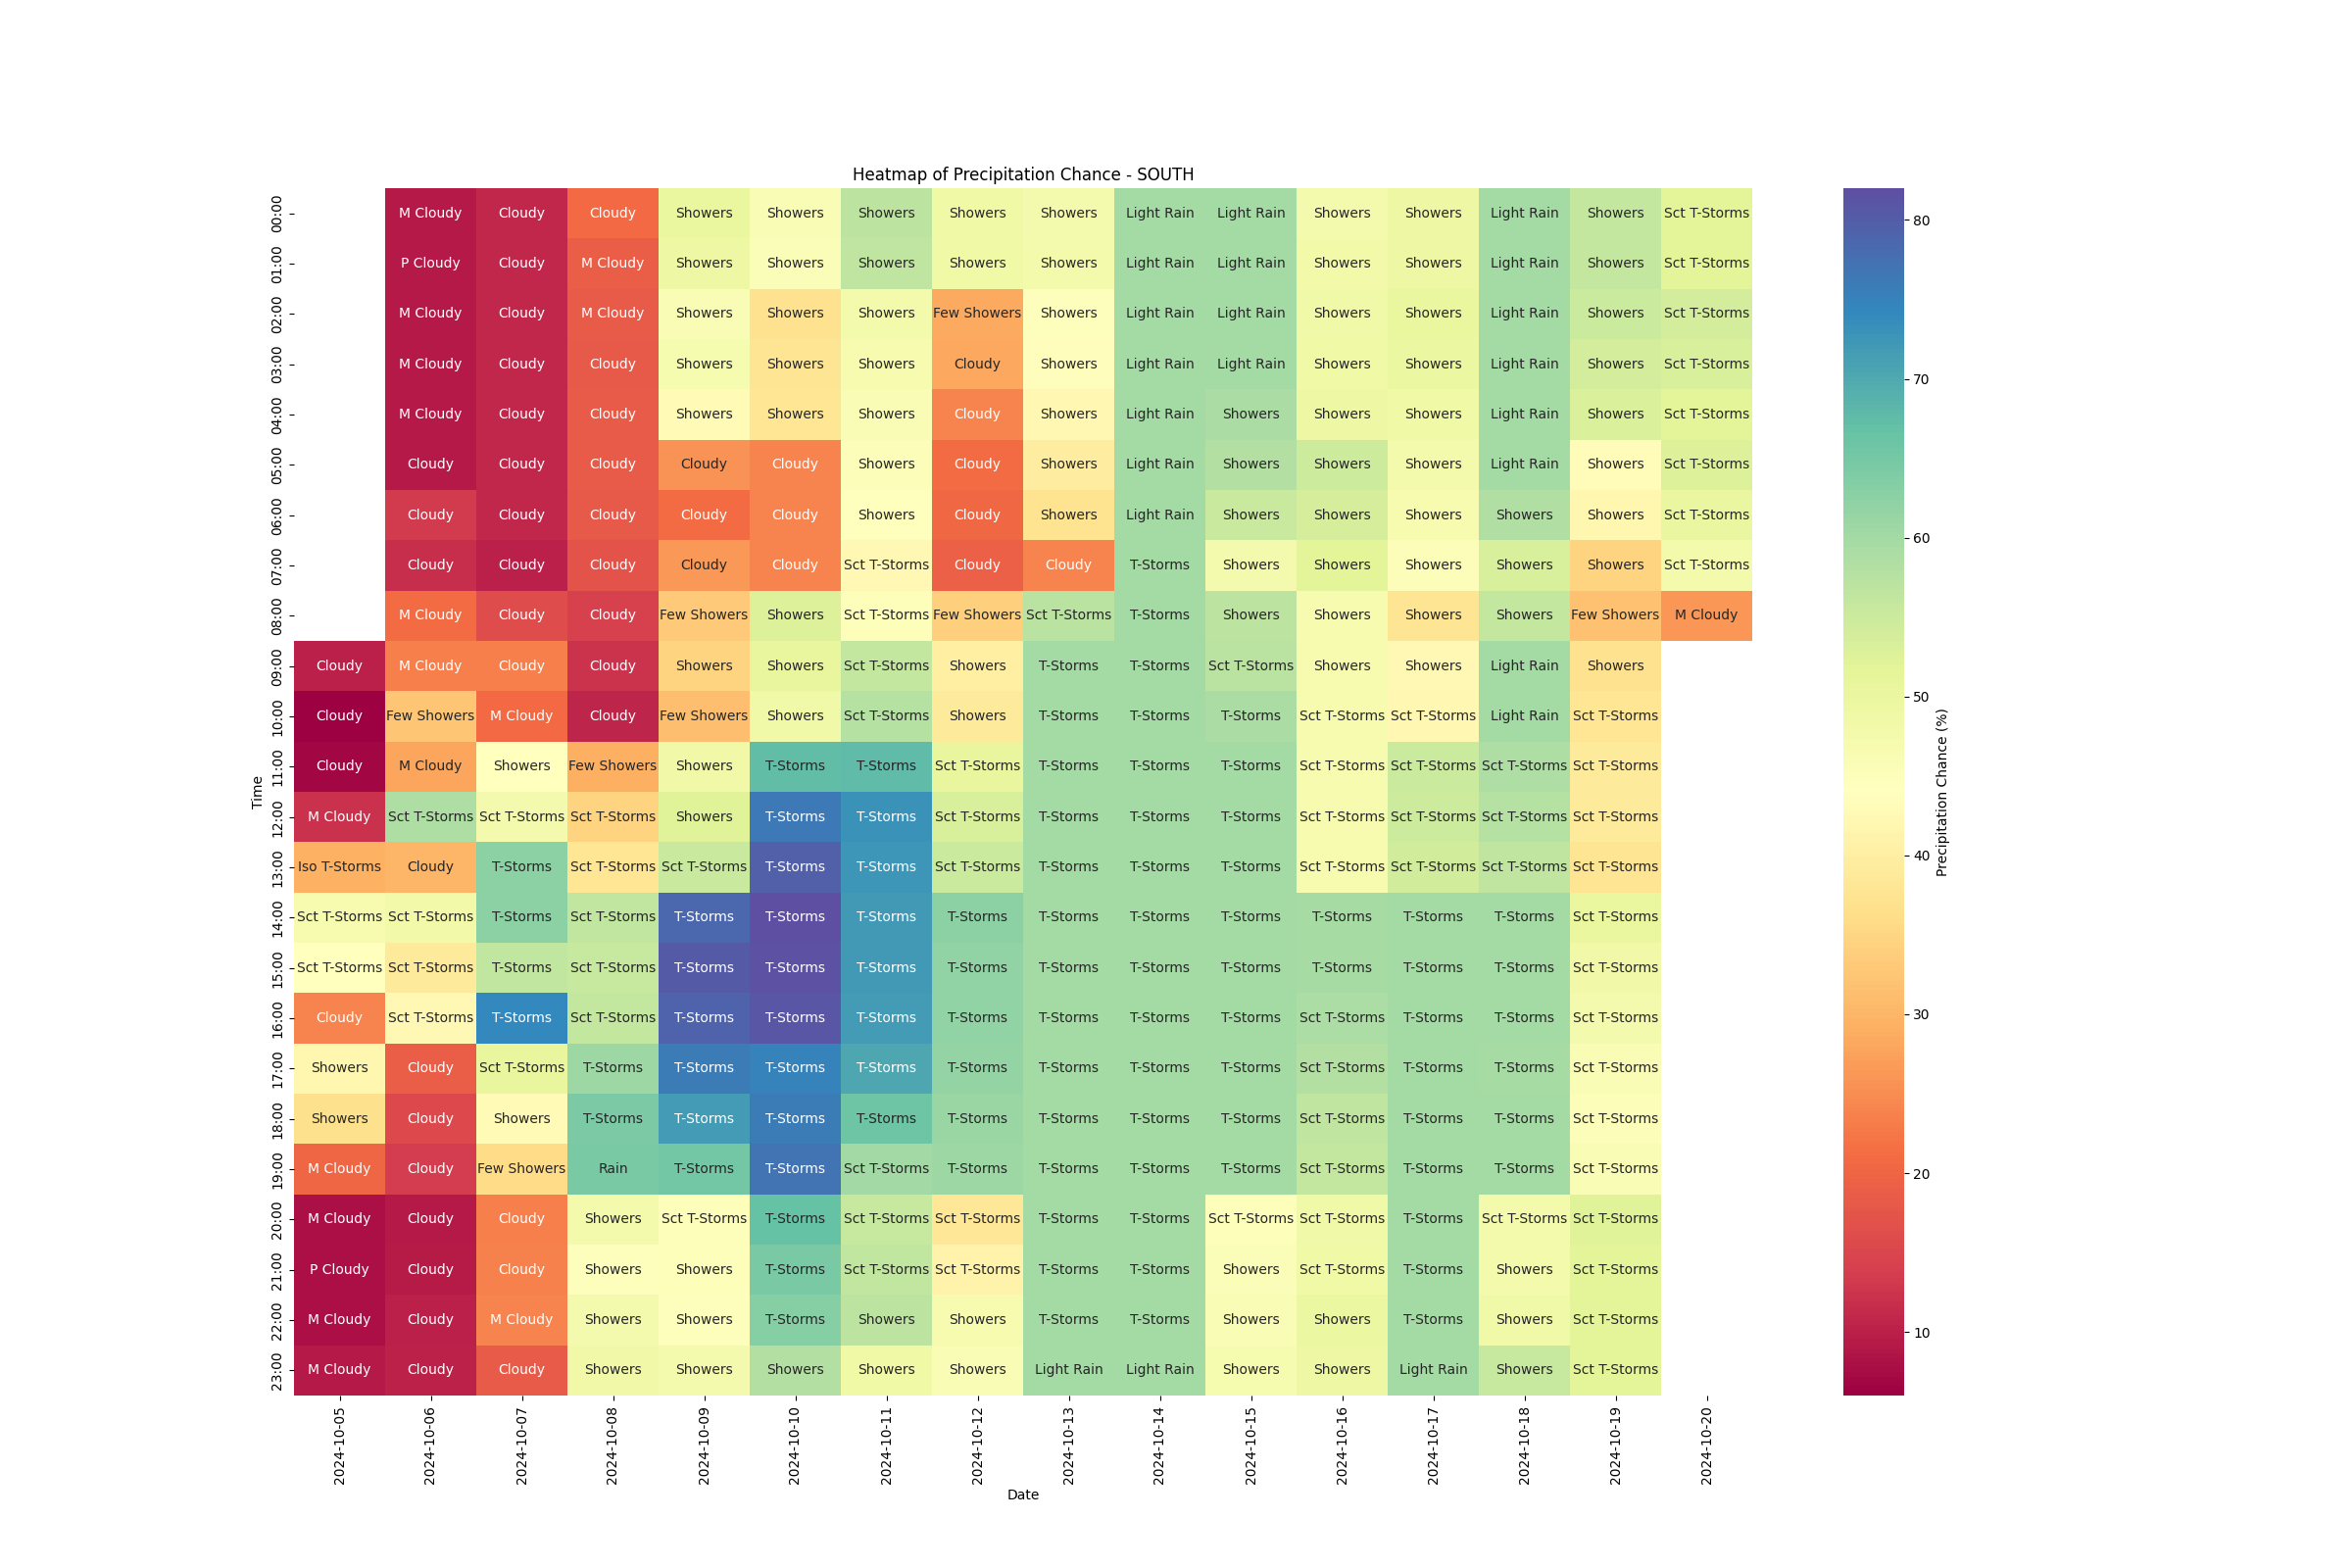 Heatmap of Precipitation Chance - SOUTH
00:00 M Cloudy Cloudy Cloudy Showers Showers Showers Showers Showers Light Rain Light Rain Showers Showers Light Rain Showers Sct T-Storms
01:00 P Cloudy Cloudy M Cloudy Showers Showers Showers Showers Showers Light Rain Light Rain Showers Showers Light Rain Showers Sct T-Storms
02:00 M Cloudy Cloudy M Cloudy Showers Showers Showers Few Showers Showers Light Rain Light Rain Showers Showers Light Rain Showers Sct T-Storms
03:00 M Cloudy Cloudy Cloudy Showers Showers Showers Cloudy Showers Light Rain Light Rain Showers Showers Light Rain Showers Sct T-Storms
04:00 M Cloudy Cloudy Cloudy Showers Showers Showers Cloudy Showers Light Rain Showers Showers Showers Light Rain Showers Sct T-Storms
05:00 Cloudy Cloudy Cloudy Cloudy Cloudy Showers Cloudy Showers Light Rain Showers Showers Showers Light Rain Showers Sct T-Storms
06:00 Cloudy Cloudy Cloudy Cloudy Cloudy Showers Cloudy Showers Light Rain Showers Showers Showers Showers Showers Sct T-Storms
07:00 Cloudy Cloudy Cloudy Cloudy Cloudy Sct T-Storms Cloudy Cloudy T-Storms Showers Showers Showers Showers Showers Sct T-Storms
08:00 M Cloudy Cloudy Cloudy Few Showers Showers Sct T-Storms Few Showers Sct T-Storms T-Storms Showers Showers Showers Showers Few Showers M Cloudy
09:00 Cloudy M Cloudy Cloudy Cloudy Showers Showers Sct T-Storms Showers T-Storms T-Storms Sct T-Storms Showers Showers Light Rain Showers
10:00 Cloudy Few Showers M Cloudy Cloudy Few Showers Showers Sct T-Storms Showers T-Storms T-Storms T-Storms Sct T-Storms Sct T-Storms Light Rain Sct T-Storms
11:00 Cloudy M Cloudy Showers Few Showers Showers T-Storms T-Storms Sct T-Storms T-Storms T-Storms T-Storms Sct T-Storms Sct T-Storms Sct T-Storms Sct T-Storms
12:00 M Cloudy Sct T-Storms Sct T-Storms Sct T-Storms Showers T-Storms T-Storms Sct T-Storms T-Storms T-Storms T-Storms Sct T-Storms Sct T-Storms Sct T-Storms Sct T-Storms
13:00 Iso T-Storms Cloudy T-Storms Sct T-Storms Sct T-Storms T-Storms T-Storms Sct T-Storms T-Storms T-Storms T-Storms Sct T-Storms Sct T-Storms Sct T-Storms Sct T-Storms
14:00 Sct T-Storms Sct T-Storms T-Storms Sct T-Storms T-Storms T-Storms T-Storms T-Storms T-Storms T-Storms T-Storms T-Storms T-Storms T-Storms Sct T-Storms
15:00 Sct T-Storms Sct T-Storms T-Storms Sct T-Storms T-Storms T-Storms T-Storms T-Storms T-Storms T-Storms T-Storms T-Storms T-Storms T-Storms Sct T-Storms
16:00 Cloudy Sct T-Storms T-Storms Sct T-Storms T-Storms T-Storms T-Storms T-Storms T-Storms T-Storms T-Storms Sct T-Storms T-Storms T-Storms Sct T-Storms
17:00 Showers Cloudy Sct T-Storms T-Storms T-Storms T-Storms T-Storms T-Storms T-Storms T-Storms T-Storms Sct T-Storms T-Storms T-Storms Sct T-Storms
18:00 Showers Cloudy Showers T-Storms T-Storms T-Storms T-Storms T-Storms T-Storms T-Storms T-Storms Sct T-Storms T-Storms T-Storms Sct T-Storms
19:00 M Cloudy Cloudy Few Showers Rain T-Storms T-Storms Sct T-Storms T-Storms T-Storms T-Storms T-Storms Sct T-Storms T-Storms T-Storms Sct T-Storms
20:00 M Cloudy Cloudy Cloudy Showers Sct T-Storms T-Storms Sct T-Storms Sct T-Storms T-Storms T-Storms Sct T-Storms Sct T-Storms T-Storms Sct T-Storms Sct T-Storms
21:00 P Cloudy Cloudy Cloudy Showers Showers T-Storms Sct T-Storms Sct T-Storms T-Storms T-Storms Showers Sct T-Storms T-Storms Showers Sct T-Storms
22:00 M Cloudy Cloudy M Cloudy Showers Showers T-Storms Showers Showers T-Storms T-Storms Showers Showers T-Storms Showers Sct T-Storms
23:00 M Cloudy Cloudy Cloudy Showers Showers Showers Showers Showers Light Rain Light Rain Showers Showers Light Rain Showers Sct T-Storms
Time
2024-10-05 2024-10-06 2024-10-07 2024-10-08 2024-10-09 2024-10-10 2024-10-11 2024-10-12 2024-10-13 2024-10-14 2024-10-15 2024-10-16 2024-10-17 2024-10-18 2024-10-19 2024-10-20
Date
80
70
60
50
40
30
20
10
Precipitation Chance (%)